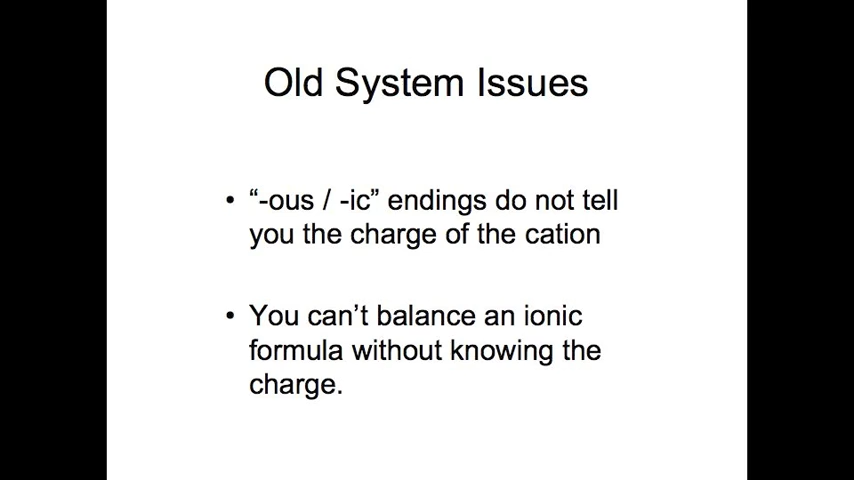 Old System Issues
• “-ous / -ic” endings do not tell
you the charge of the cation
• You can’t balance an ionic
formula without knowing the
charge.